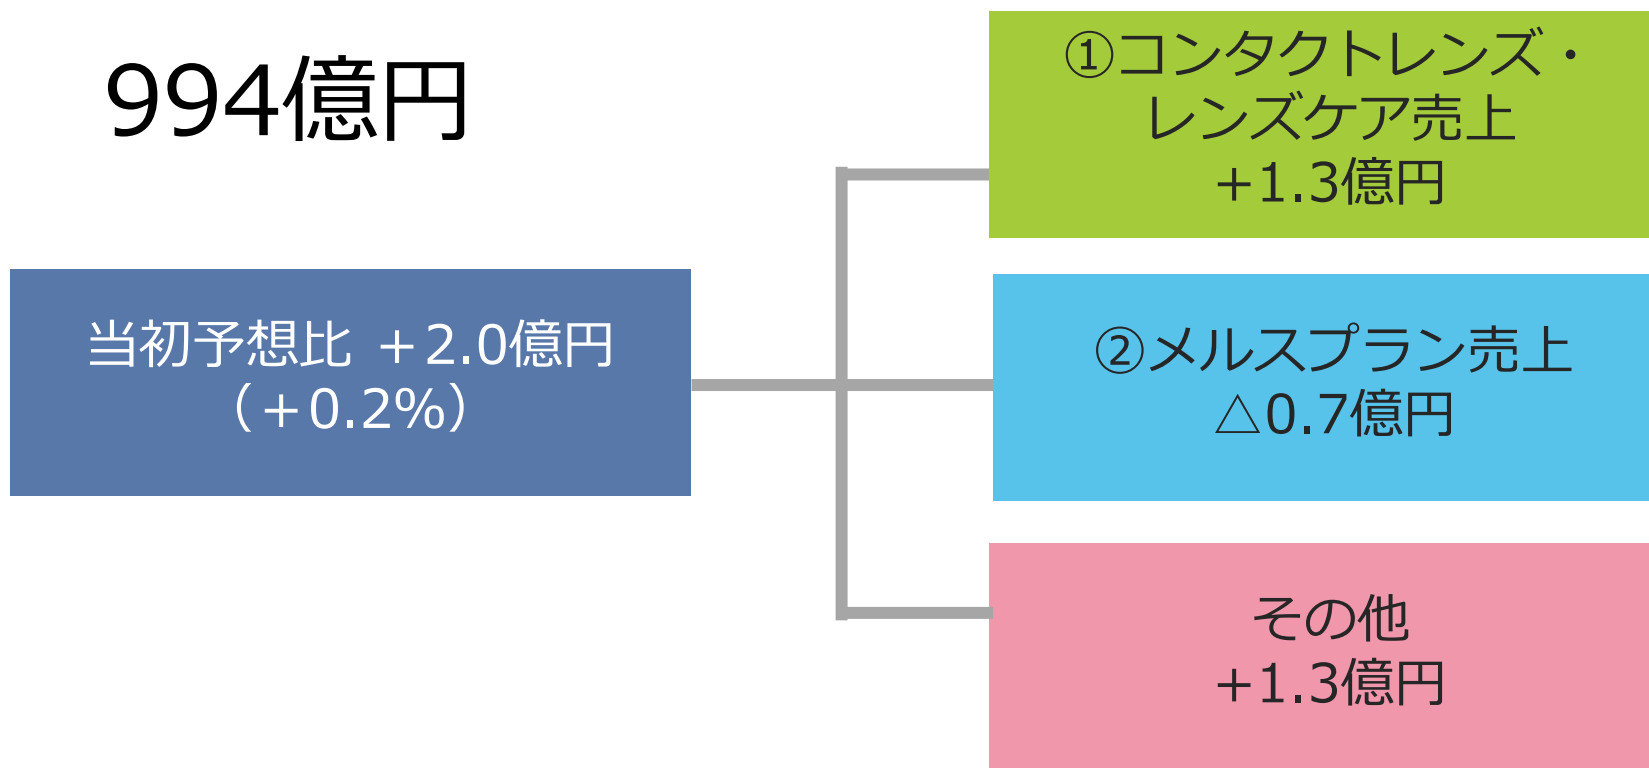 994億円
当初予想比 +2.0億円
(+0.2%)
①コンタクトレンズ・
レンズケア売上
+1.3億円
②メルスプラン売上
△0.7億円
その他
+1.3億円